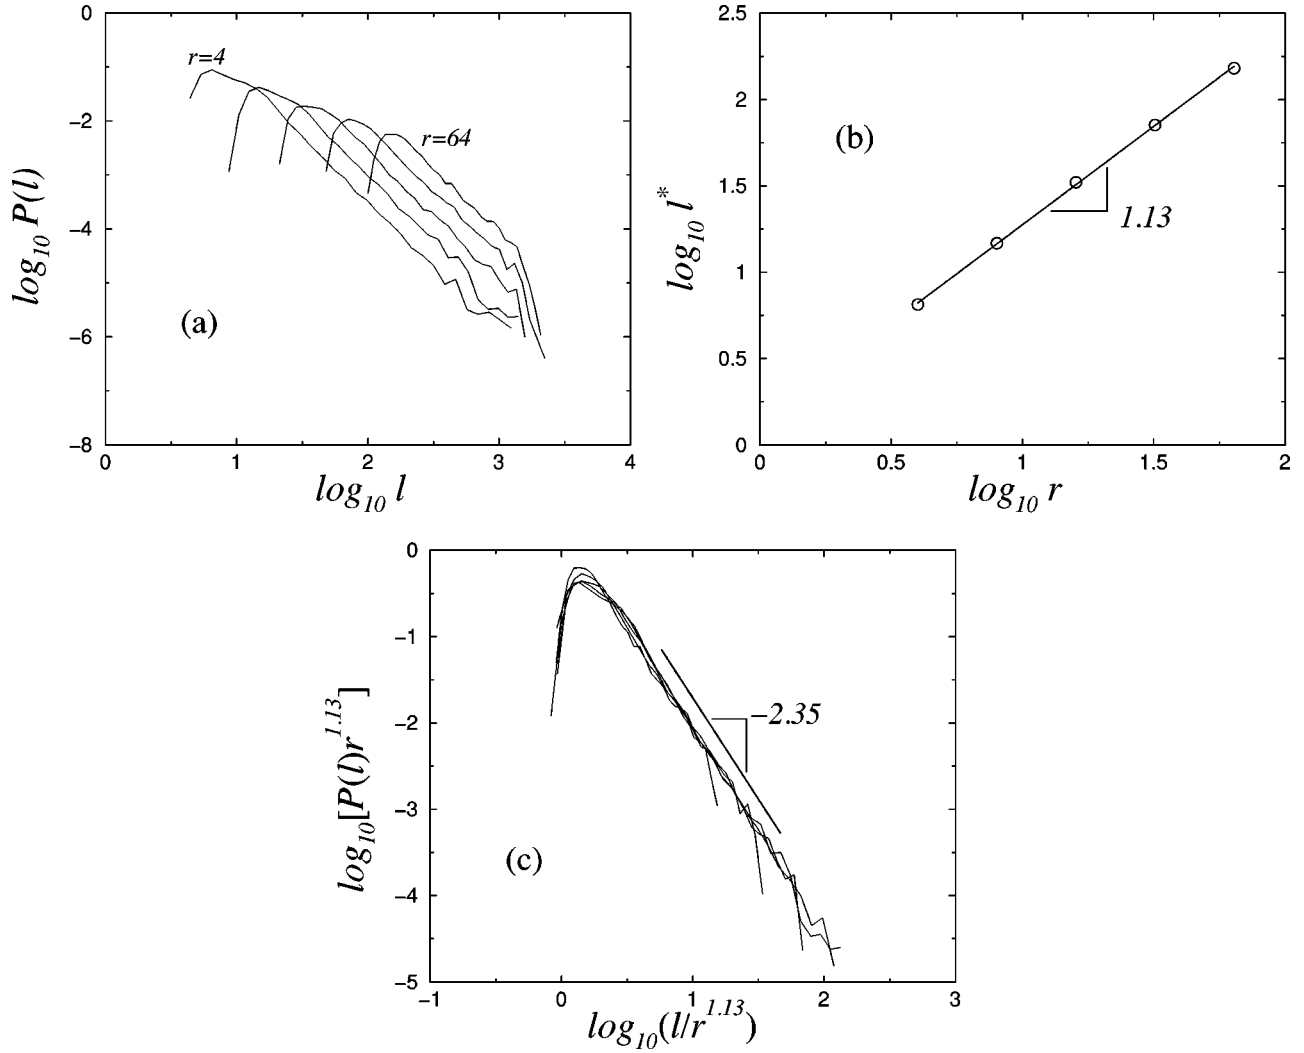 0
−2
−4
−6
−8
log₁₀ P(l)
r=4
r=64
(a)
0 1 2 3 4
log₁₀ l
2.5
2
1.5
1
0.5
0
log₁₀ l*
(b)
1.13
0 0.5 1 1.5 2
log₁₀ r
0
−1
−2
−3
−4
−5
log₁₀[P(l)r^1.13]
−2.35
(c)
−1 0 1 2 3
log₁₀(l/r^1.13)